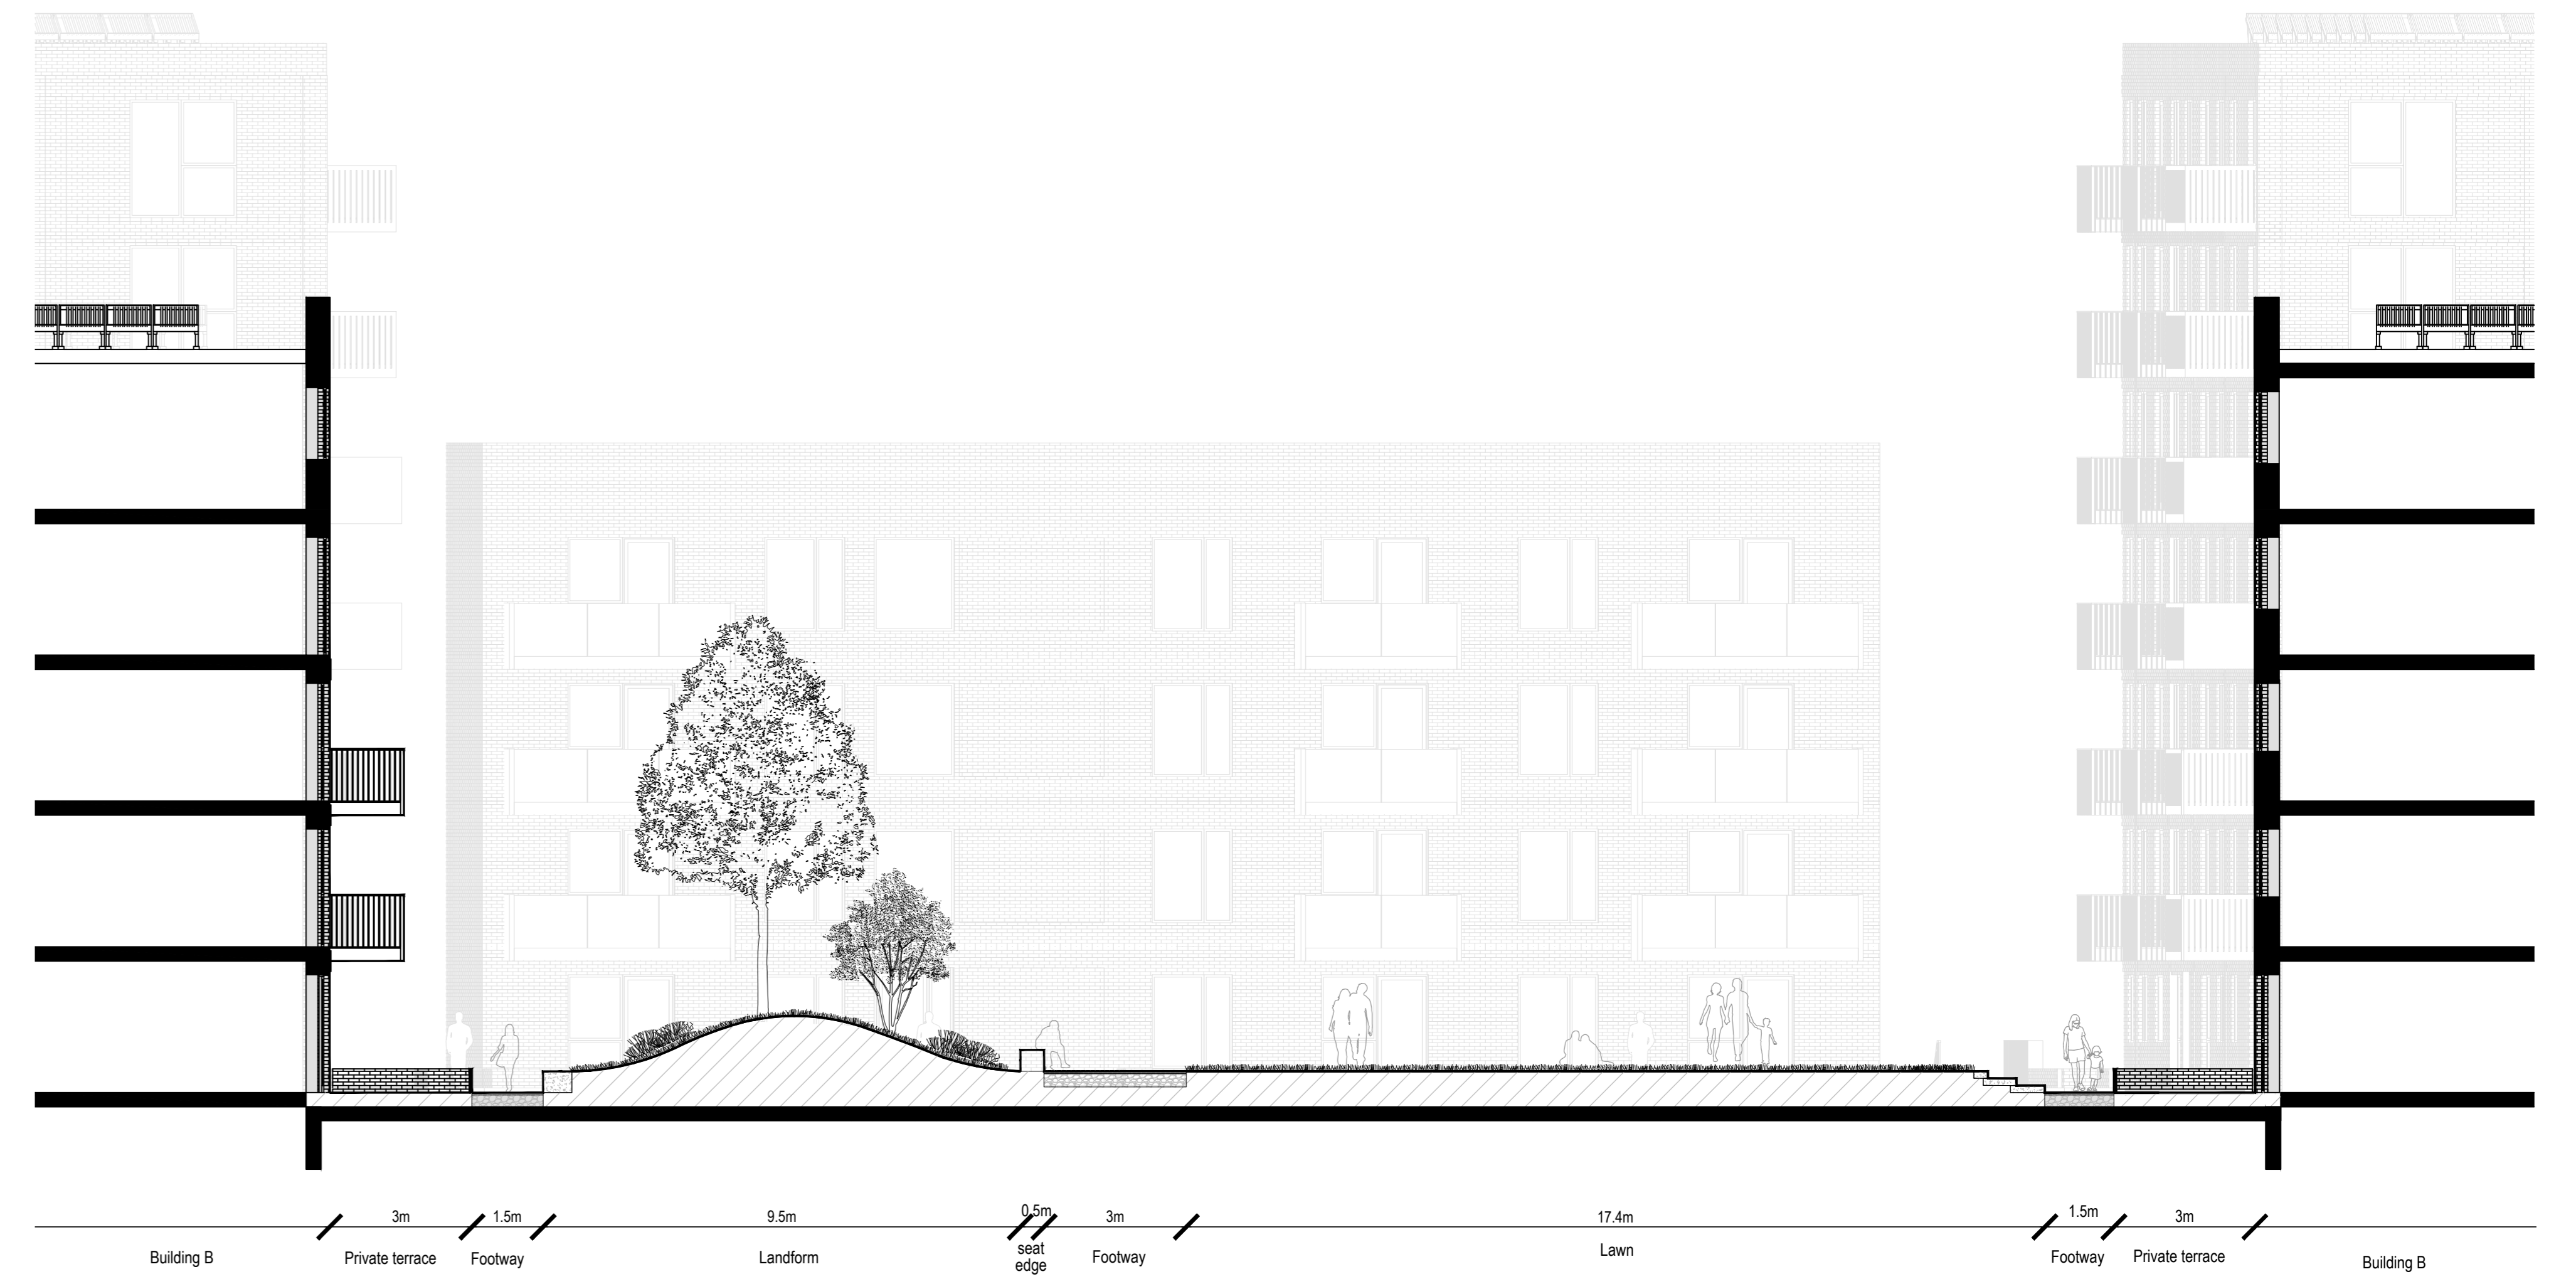 3m
1.5m
9.5m
0.5m
3m
17.4m
1.5m
3m
Building B
Private terrace
Footway
Landform
seat
edge
Footway
Lawn
Footway
Private terrace
Building B